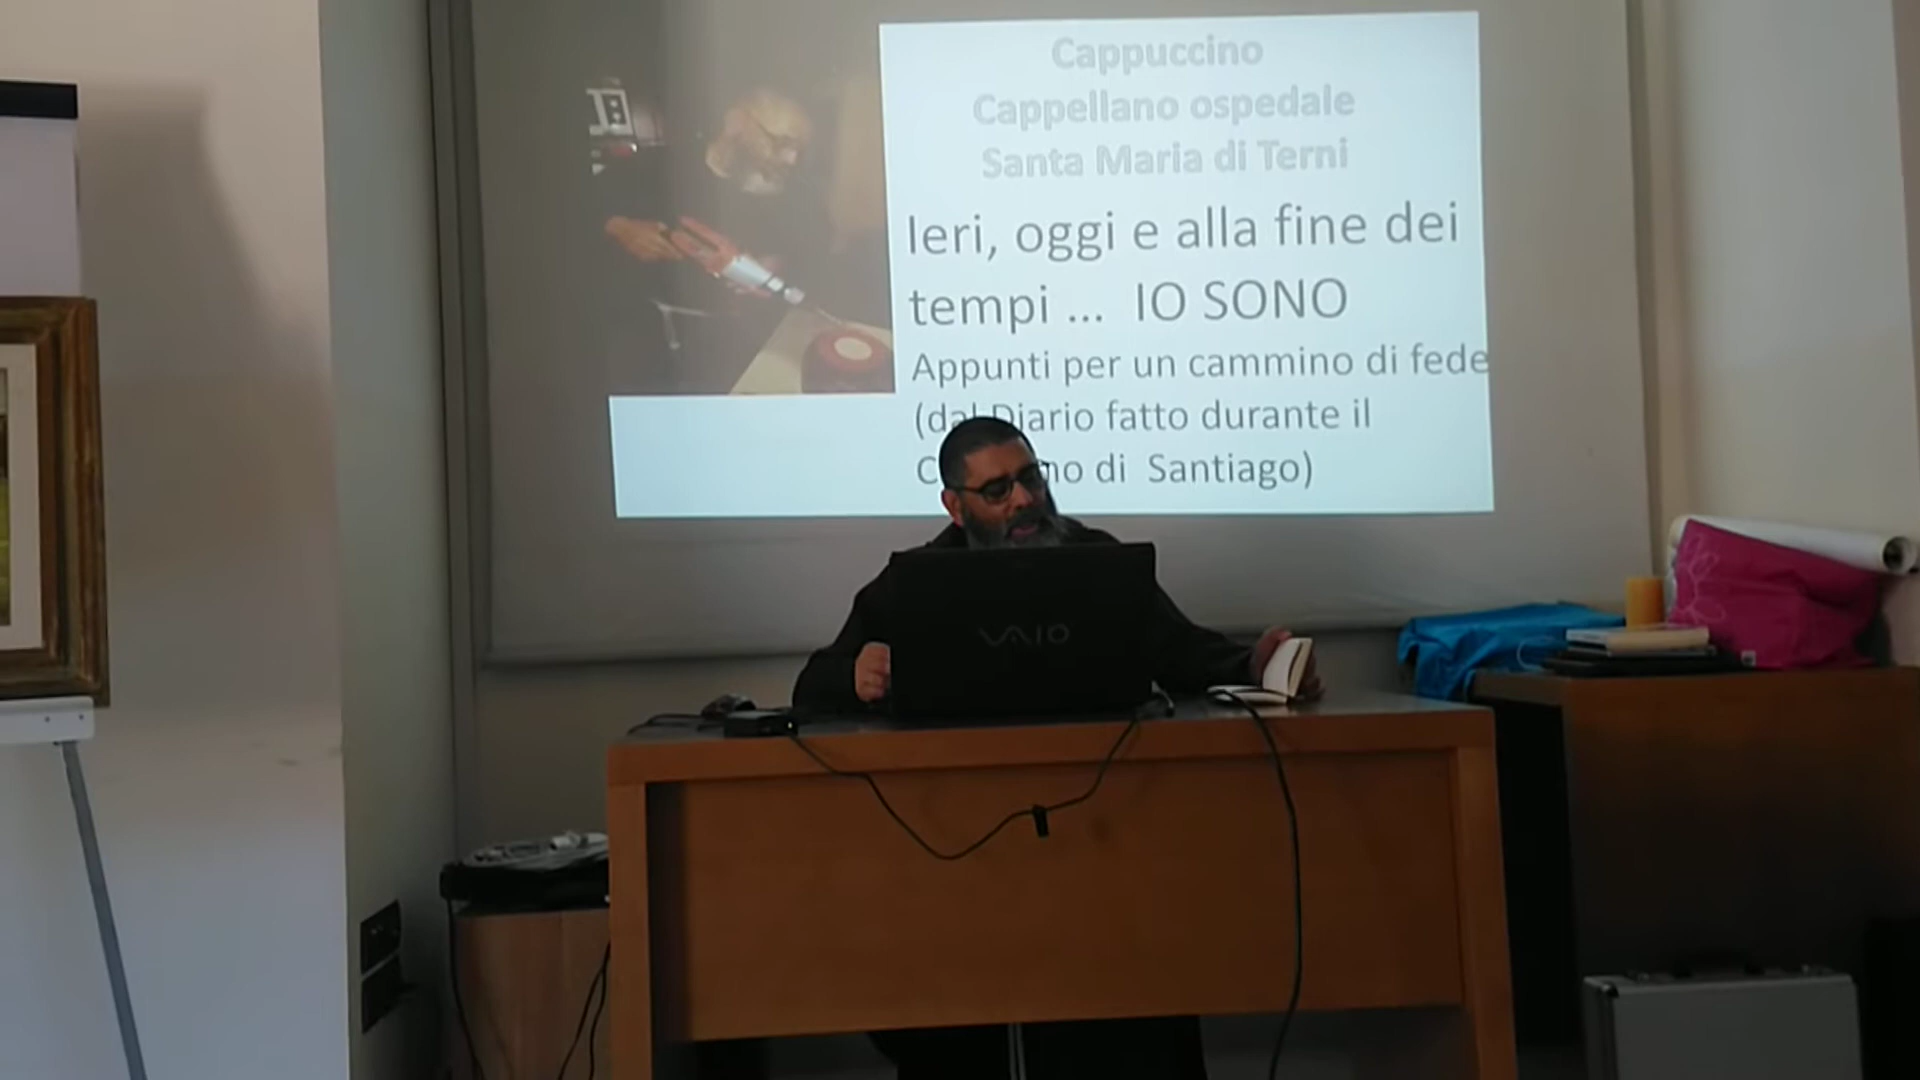 Cappuccino
Cappellano ospedale
Santa Maria di Terni
Ieri, oggi e alla fine dei
tempi ... IO SONO
Appunti per un cammino di fede
(dal Diario fatto durante il
di Santiago)
VAIO